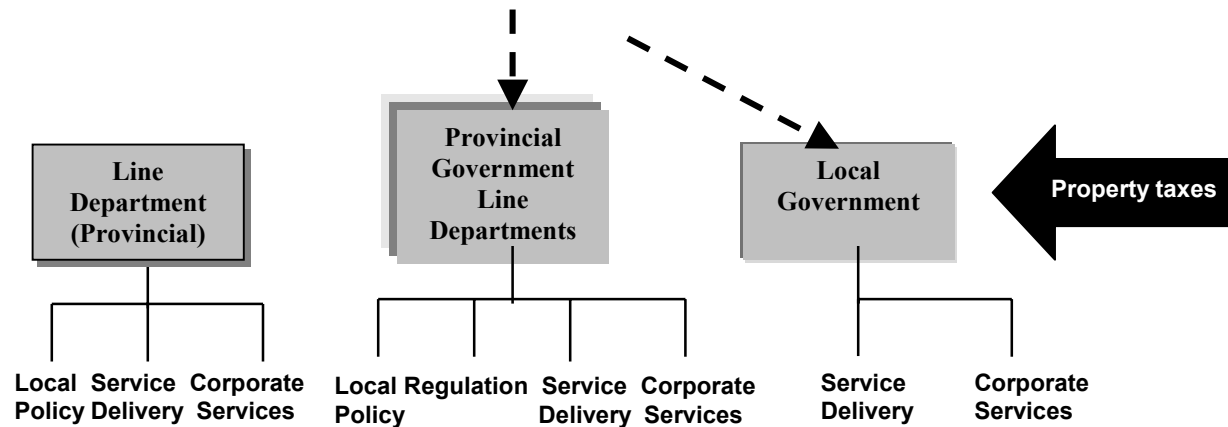 Line
Department
(Provincial)
Provincial
Government
Line
Departments
Local
Government
Property taxes
Local
Policy
Service
Delivery
Corporate
Services
Local
Policy
Regulation
Service
Delivery
Corporate
Services
Service
Delivery
Corporate
Services